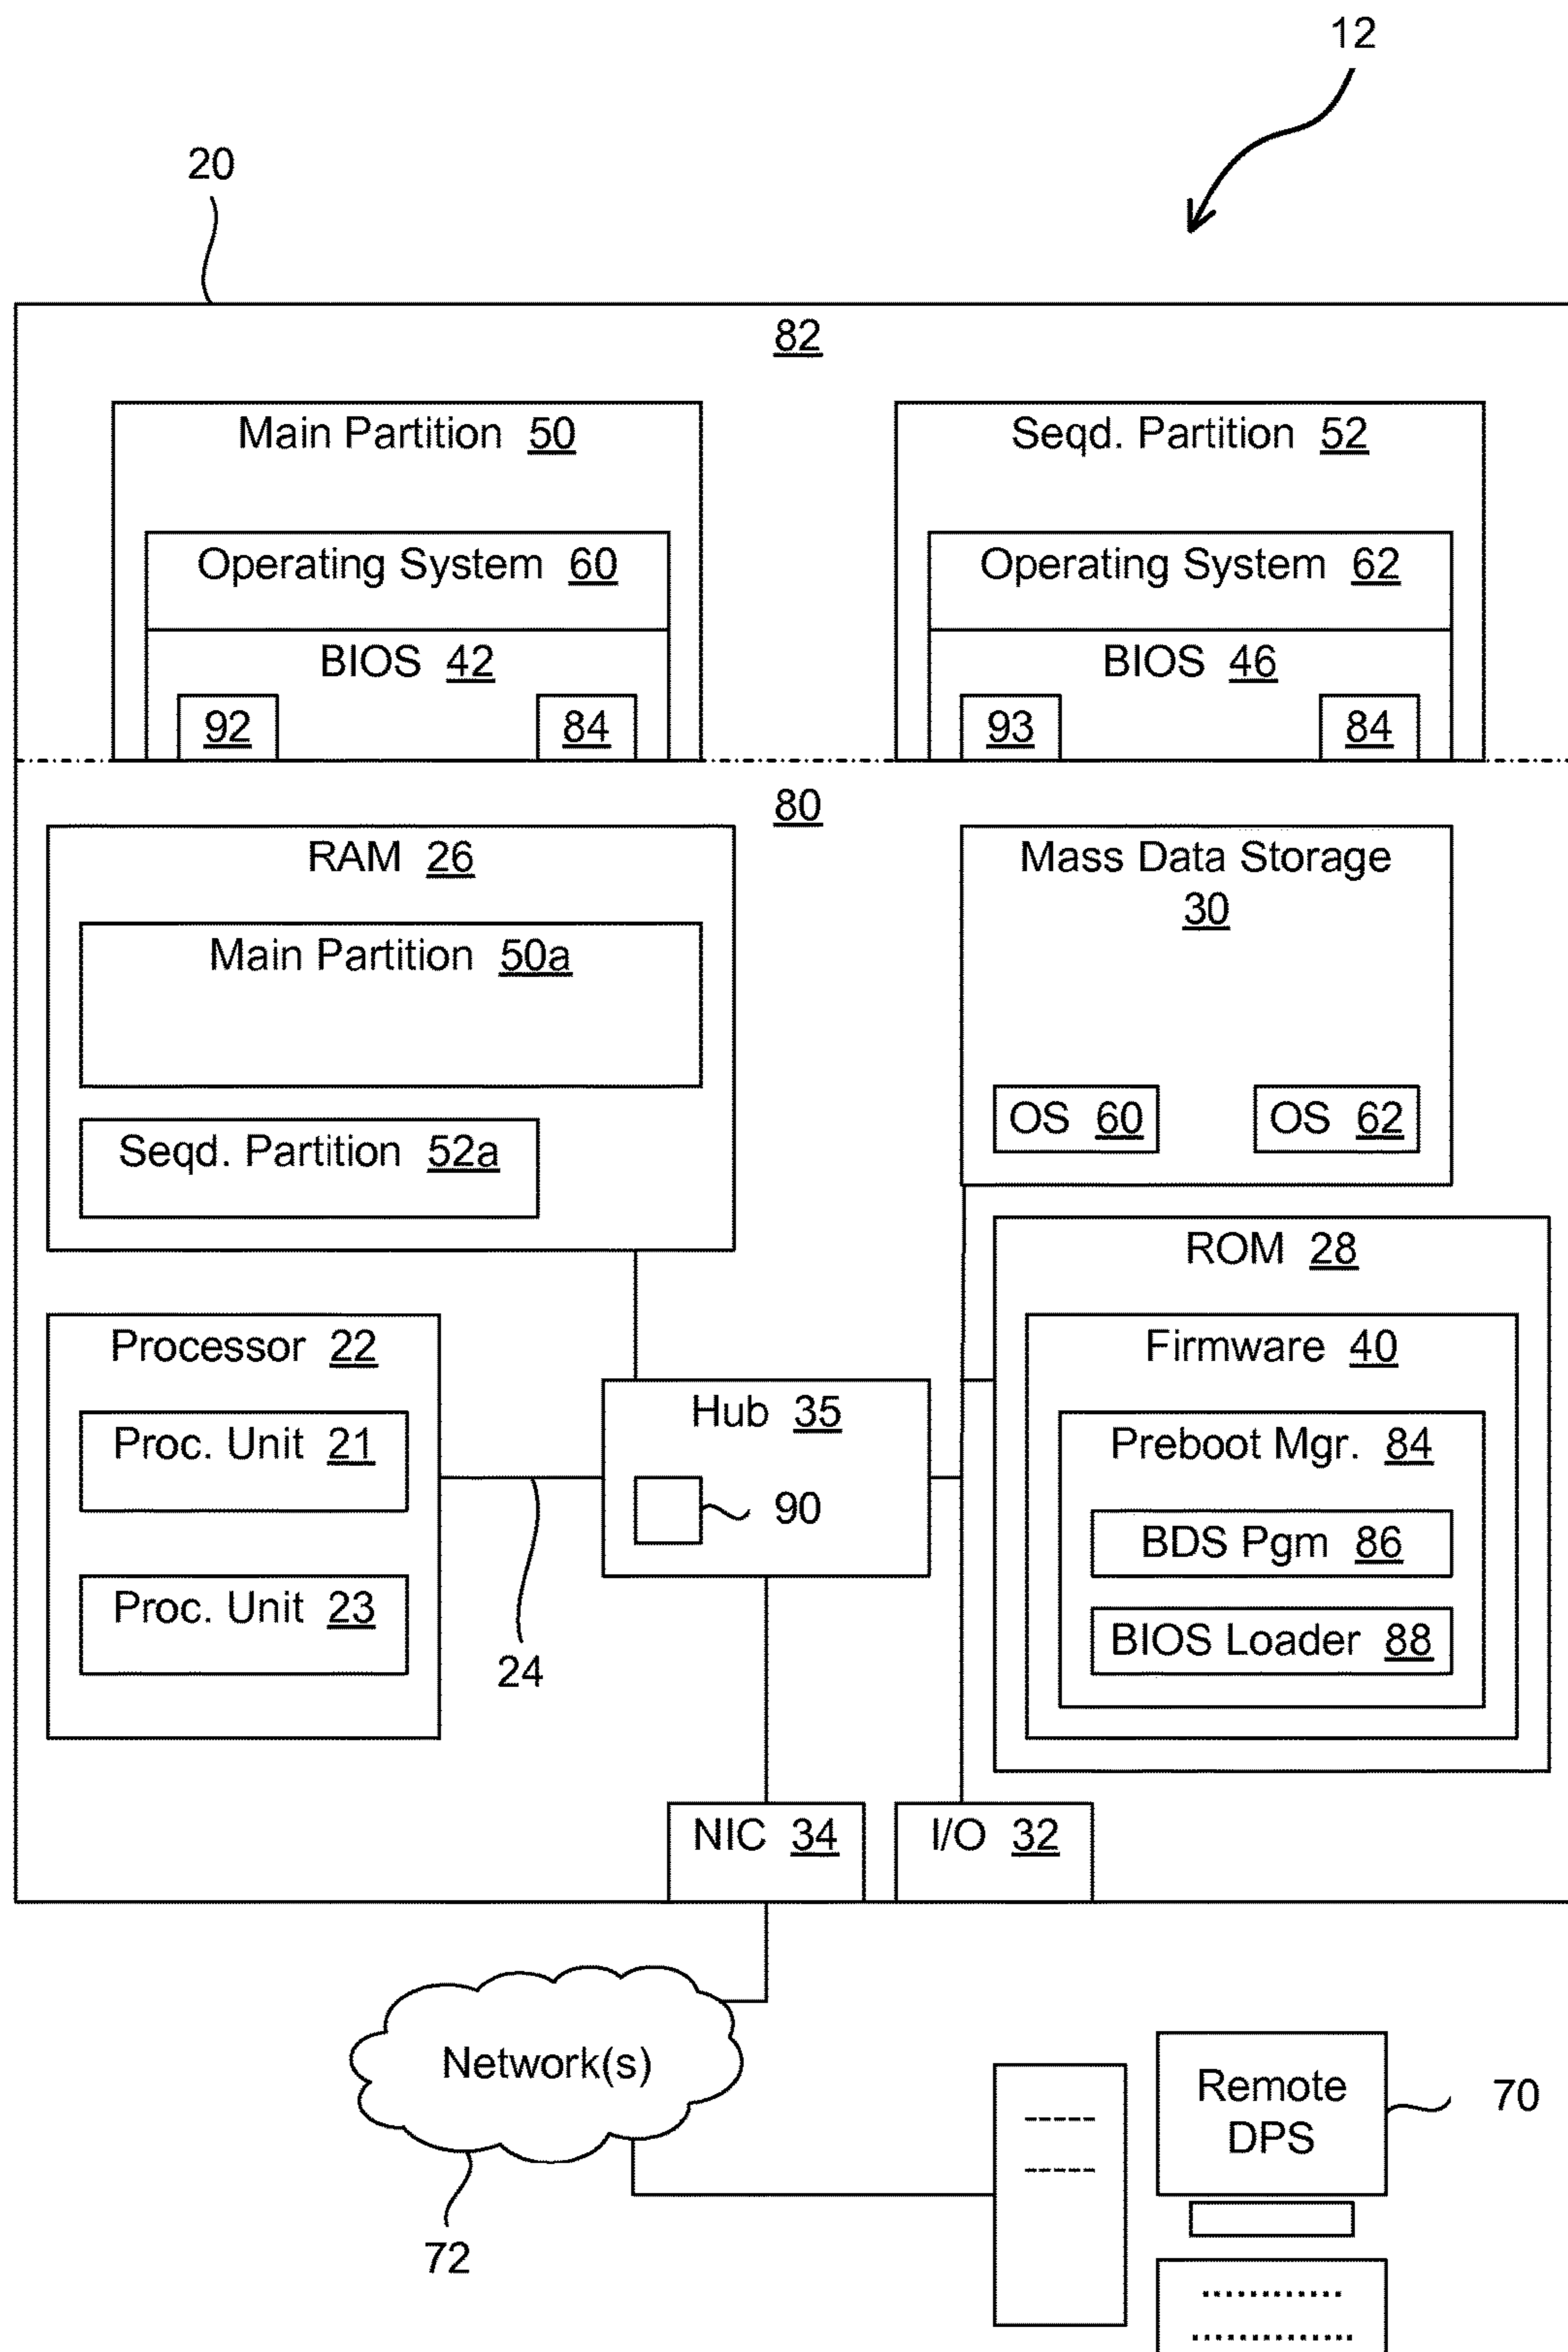 12
20
82
Main Partition 50
Seqd. Partition 52
Operating System 60
Operating System 62
BIOS 42
BIOS 46
92
84
93
84
80
RAM 26
Mass Data Storage
30
Main Partition 50a
OS 60
OS 62
Seqd. Partition 52a
ROM 28
Processor 22
Firmware 40
Hub 35
Proc. Unit 21
Preboot Mgr. 84
90
BDS Pgm 86
Proc. Unit 23
BIOS Loader 88
24
NIC 34
I/O 32
Network(s)
Remote
DPS
70
72